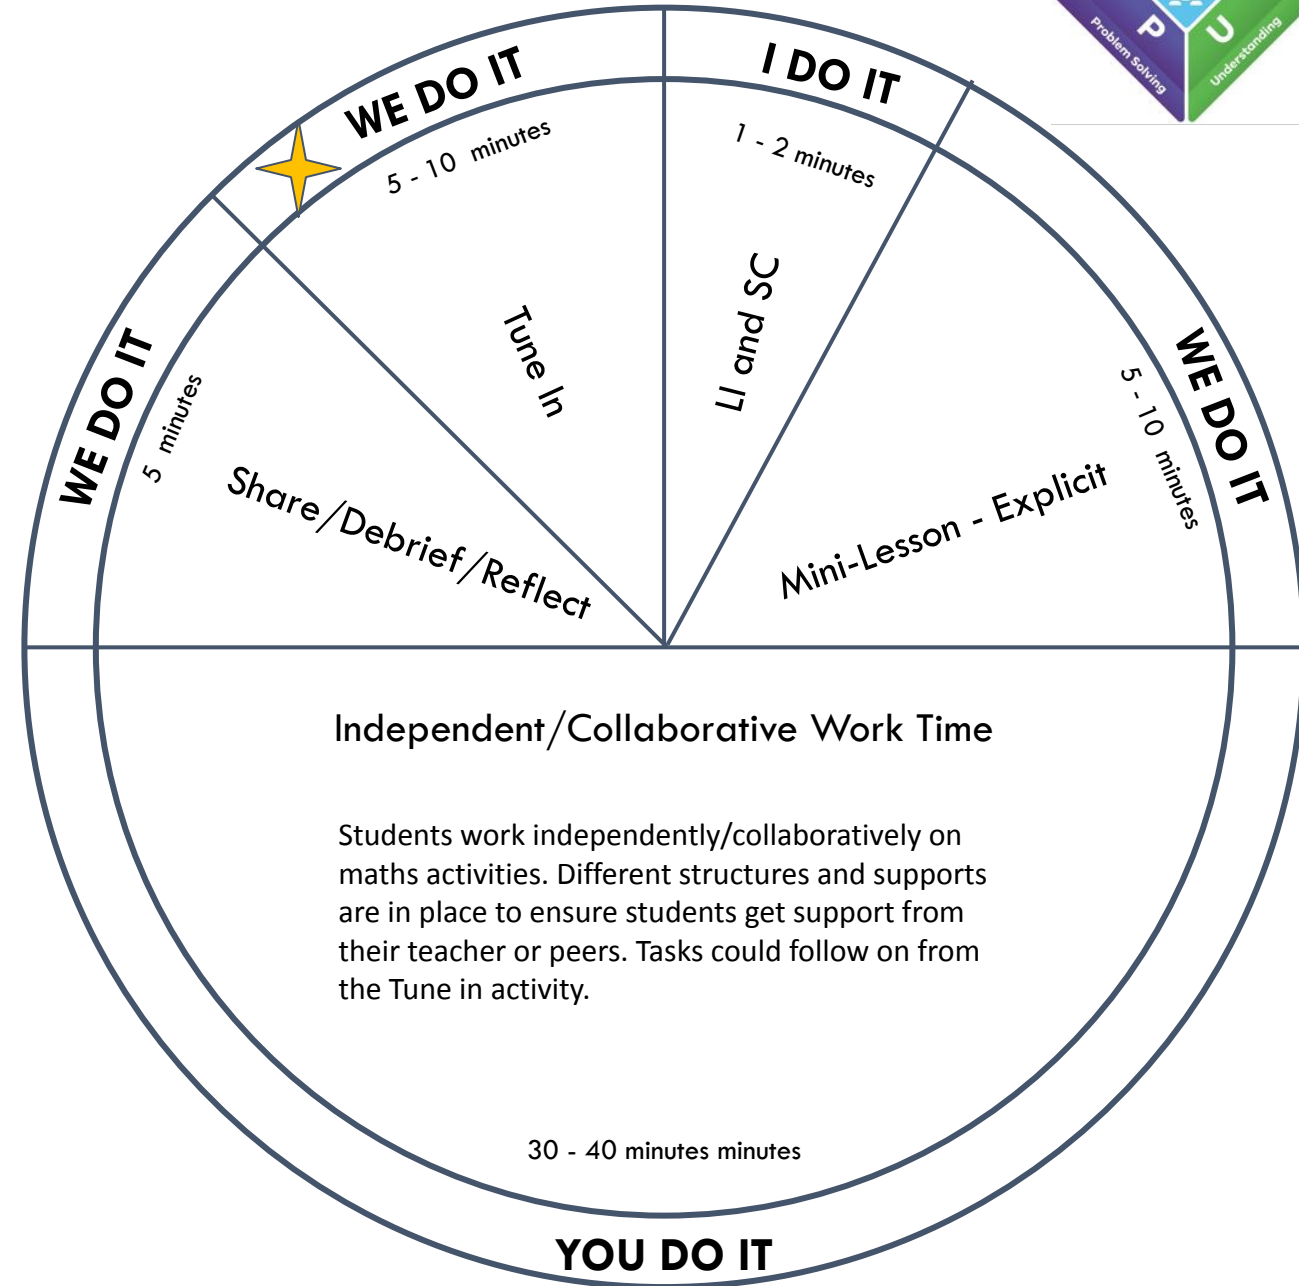 WE DO IT
5 - 10 minutes
Tune In
I DO IT
1 - 2 minutes
LI and SC
P
Problem Solving
U
Understanding
WE DO IT
5 - 10 minutes
Mini-Lesson - Explicit
WE DO IT
5 minutes
Share/Debrief/Reflect
Independent/Collaborative Work Time
Students work independently/collaboratively on
maths activities. Different structures and supports
are in place to ensure students get support from
their teacher or peers. Tasks could follow on from
the Tune in activity.
30 - 40 minutes minutes
YOU DO IT